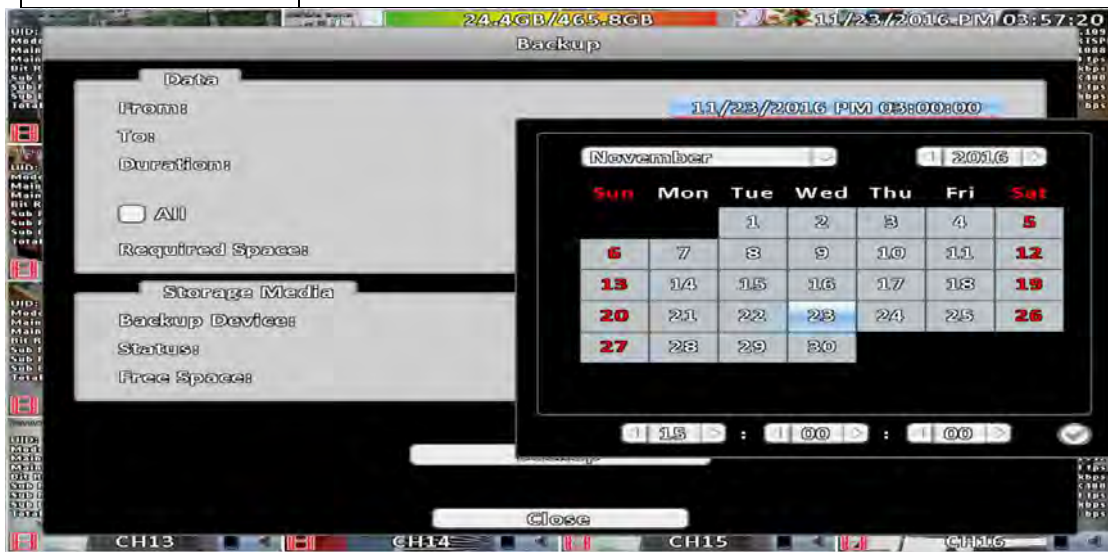 24.4GB/465.8GB 11/23/2016 PM 03:57:20
Backup
Data
From: 11/23/2016 PM 03:00:00
To:
Duration:
All
Required Space:
Storage Media
Backup Device:
Status:
Free Space:
November 2016
Sun Mon Tue Wed Thu Fri Sat
1 2 3 4 5
6 7 8 9 10 11 12
13 14 15 16 17 18 19
20 21 22 23 24 25 26
27 28 29 30
15 : 00 : 00
Backup
Close
CH13 CH14 CH15 CH16